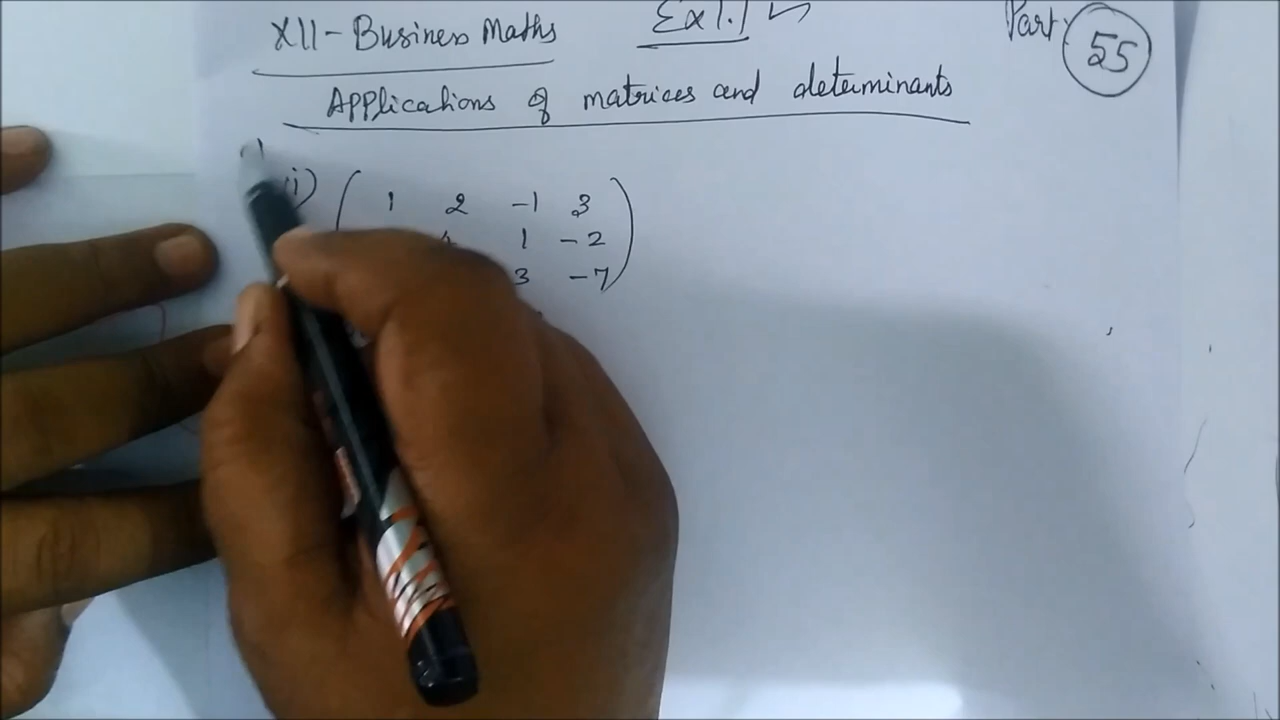 XII - Business Maths Ex 1.1 Part: 55
Applications of matrices and determinants
i) 1 2 -1 3
1 -2
3 -7